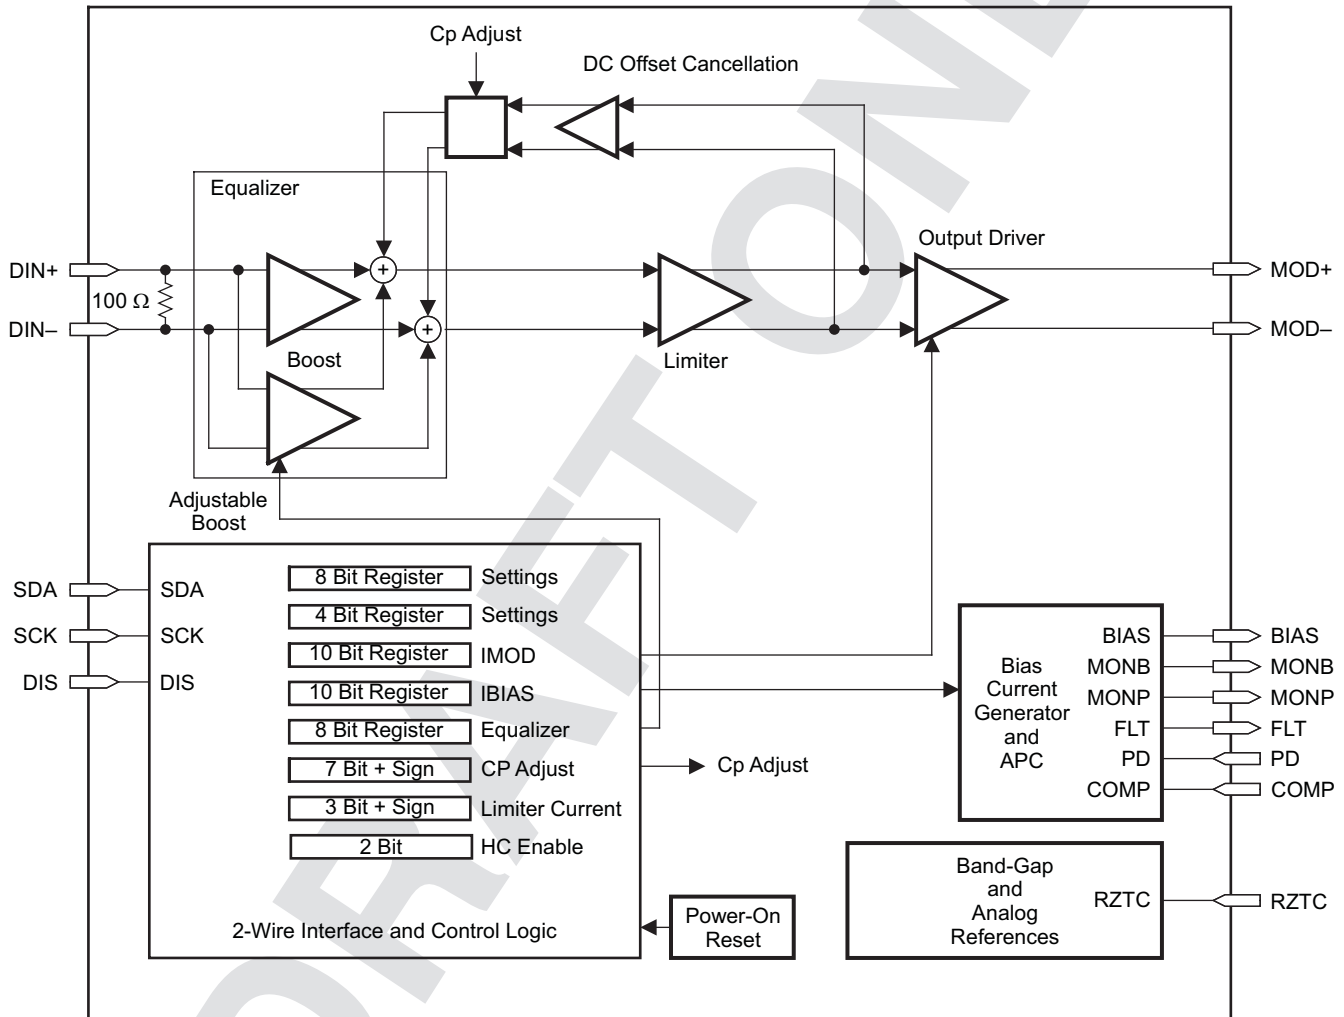 Cp Adjust
DC Offset Cancellation
Equalizer
Output Driver
DIN+
+
MOD+
100 Ω
DIN–
+
MOD–
Boost
Limiter
Adjustable
Boost
SDA
SDA
8 Bit Register
Settings
4 Bit Register
Settings
SCK
SCK
10 Bit Register
IMOD
DIS
DIS
10 Bit Register
IBIAS
8 Bit Register
Equalizer
7 Bit + Sign
CP Adjust
Cp Adjust
3 Bit + Sign
Limiter Current
2 Bit
HC Enable
2-Wire Interface and Control Logic
Power-On
Reset
Bias
Current
Generator
and
APC
BIAS
BIAS
MONB
MONB
MONP
MONP
FLT
FLT
PD
PD
COMP
COMP
Band-Gap
and
Analog
References
RZTC
RZTC
DRAFT ONL